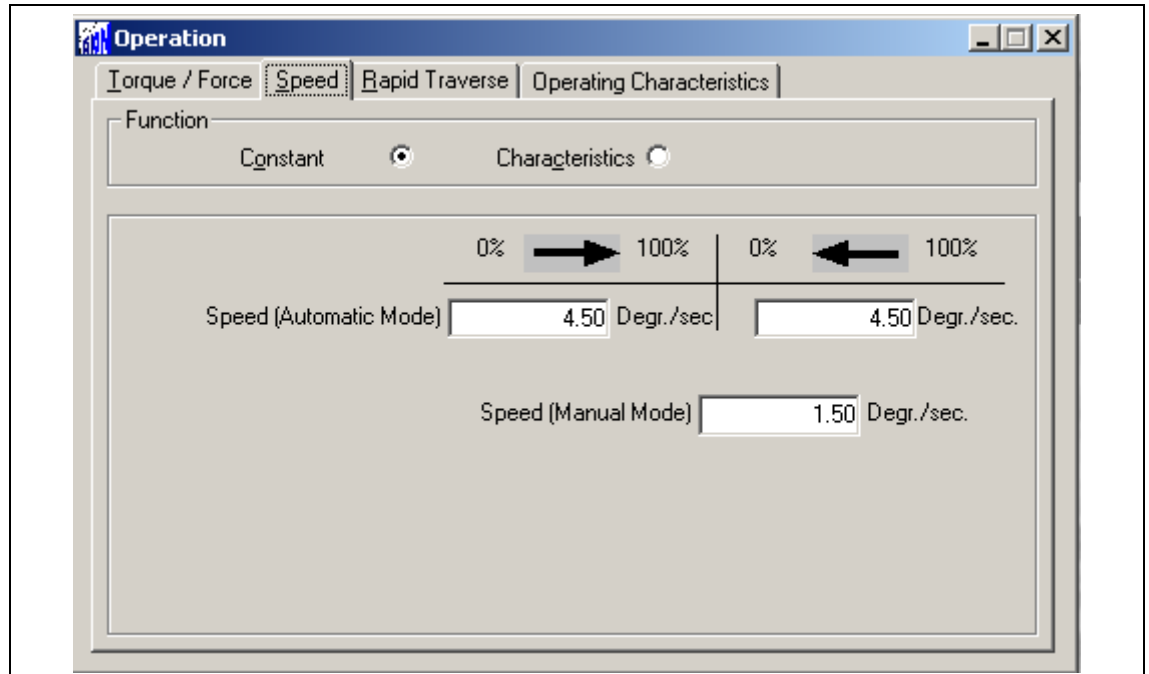 Operation
Torque / Force Speed Rapid Traverse Operating Characteristics
Function
Constant Characteristics
0% 100% 0% 100%
Speed (Automatic Mode) 4.50 Degr./sec 4.50 Degr./sec.
Speed (Manual Mode) 1.50 Degr./sec.